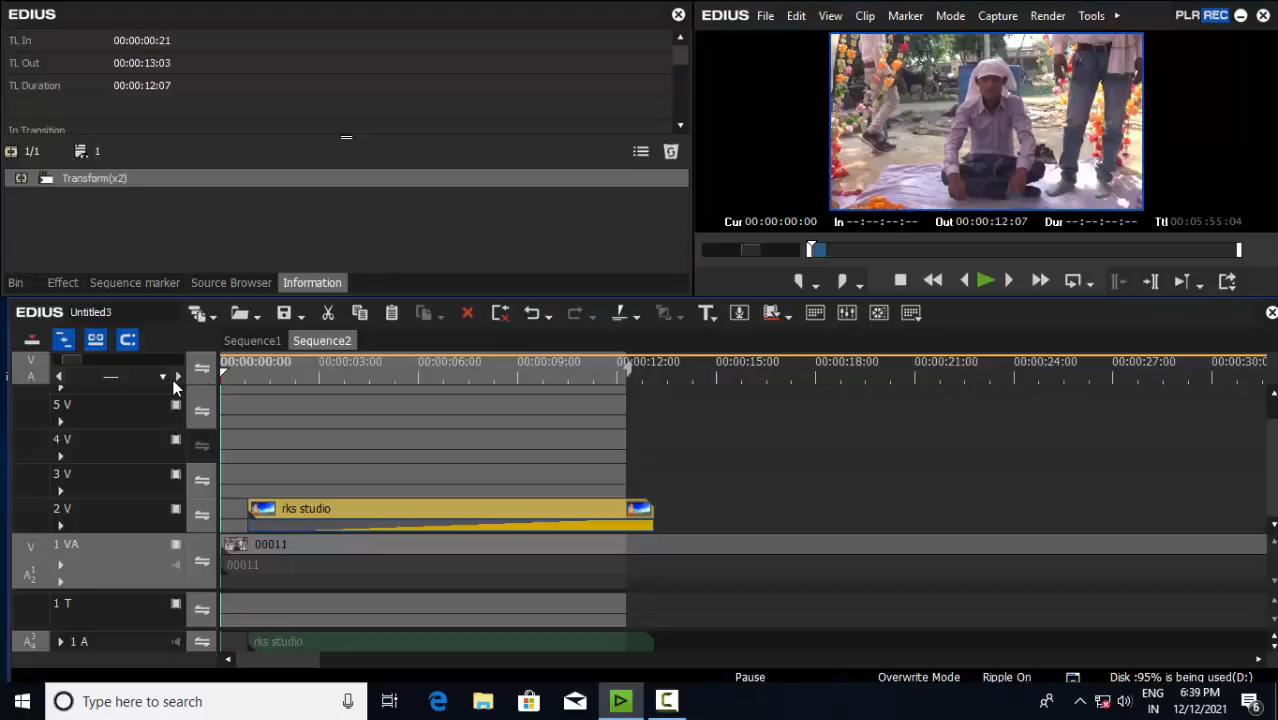 EDIUS
TL In 00:00:00:21
TL Out 00:00:13:03
TL Duration 00:00:12:07
In Transition
1/1 1
Transform(x2)
Bin Effect Sequence marker Source Browser Information
EDIUS File Edit View Clip Marker Mode Capture Render Tools PLR REC
Cur 00:00:00:00 In --:--:--:-- Out 00:00:12:07 Dur --:--:--:-- Ttl 00:05:55:04
EDIUS Untitled3
Sequence1 Sequence2
V
A
00:00:00:00 00:00:03:00 00:00:06:00 00:00:09:00 00:00:12:00 00:00:15:00 00:00:18:00 00:00:21:00 00:00:24:00 00:00:27:00 00:00:30:0
5 V
4 V
3 V
2 V rks studio
V 1 VA 00011
A12 00011
1 T
A34 1 A rks studio
Pause Overwrite Mode Ripple On Disk :95% is being used(D:)
Type here to search
ENG
IN
6:39 PM
12/12/2021
6